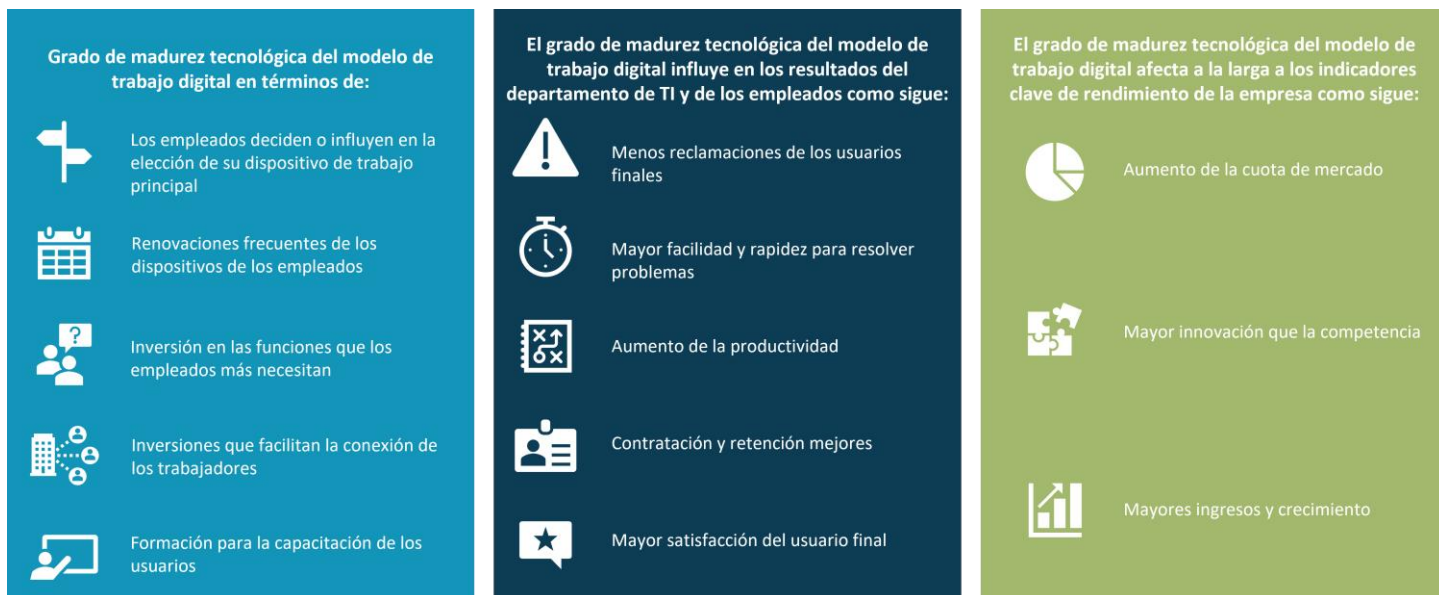 Grado de madurez tecnológica del modelo de
trabajo digital en términos de:
Los empleados deciden o influyen en la
elección de su dispositivo de trabajo
principal
Renovaciones frecuentes de los
dispositivos de los empleados
?
Inversión en las funciones que los
empleados más necesitan
Inversiones que facilitan la conexión de
los trabajadores
Formación para la capacitación de los
usuarios
El grado de madurez tecnológica del modelo de
trabajo digital influye en los resultados del
departamento de TI y de los empleados como sigue:
Menos reclamaciones de los usuarios
finales
Mayor facilidad y rapidez para resolver
problemas
Aumento de la productividad
Contratación y retención mejores
Mayor satisfacción del usuario final
El grado de madurez tecnológica del modelo de
trabajo digital afecta a la larga a los indicadores
clave de rendimiento de la empresa como sigue:
Aumento de la cuota de mercado
Mayor innovación que la competencia
Mayores ingresos y crecimiento